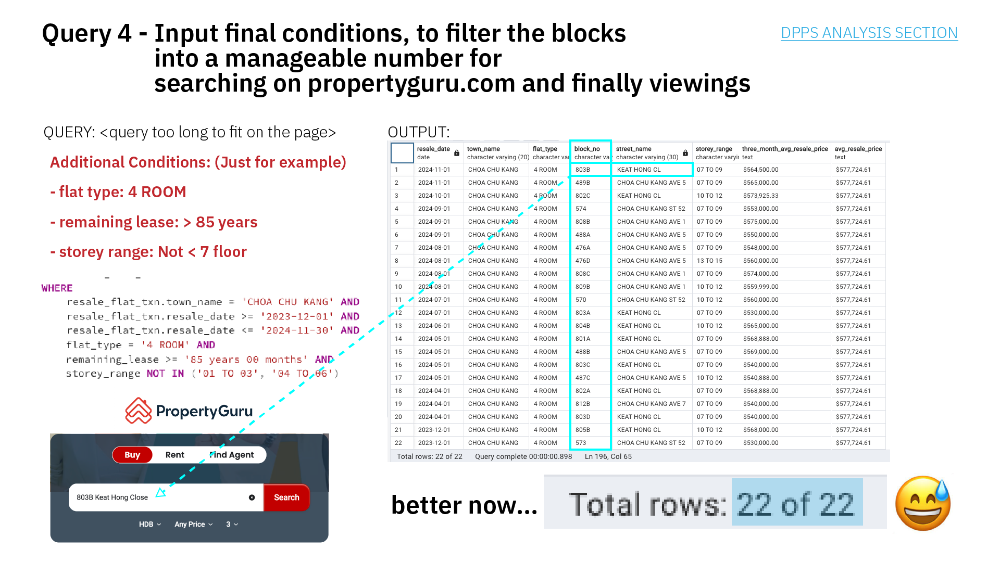 Query 4 - Input final conditions, to filter the blocks
into a manageable number for
searching on propertyguru.com and finally viewings
DPPS ANALYSIS SECTION
QUERY: <query too long to fit on the page>
Additional Conditions: (Just for example)
- flat type: 4 ROOM
- remaining lease: > 85 years
- storey range: Not < 7 floor
WHERE
resale_flat_txn.town_name = 'CHOA CHU KANG' AND
resale_flat_txn.resale_date >= '2023-12-01' AND
resale_flat_txn.resale_date <= '2024-11-30' AND
flat_type = '4 ROOM' AND
remaining_lease >= '85 years 00 months' AND
storey_range NOT IN ('01 TO 03', '04 TO 06')
PropertyGuru
Buy Rent Find Agent
803B Keat Hong Close Search
HDB Any Price 3
OUTPUT:
resale_date town_name flat_type block_no street_name storey_range three_month_avg_resale_price avg_resale_price
date character varying (20) character var character va character varying (30) character varyin text text
1 2024-11-01 CHOA CHU KANG 4 ROOM 803B KEAT HONG CL 07 TO 09 $564,500.00 $577,724.61
2 2024-11-01 CHOA CHU KANG 4 ROOM 489B CHOA CHU KANG AVE 5 07 TO 09 $565,000.00 $577,724.61
3 2024-10-01 CHOA CHU KANG 4 ROOM 802C KEAT HONG CL 10 TO 12 $573,925.33 $577,724.61
4 2024-09-01 CHOA CHU KANG 4 ROOM 574 CHOA CHU KANG ST 52 07 TO 09 $553,000.00 $577,724.61
5 2024-09-01 CHOA CHU KANG 4 ROOM 808B CHOA CHU KANG AVE 1 07 TO 09 $575,000.00 $577,724.61
6 2024-09-01 CHOA CHU KANG 4 ROOM 488A CHOA CHU KANG AVE 5 07 TO 09 $550,000.00 $577,724.61
7 2024-08-01 CHOA CHU KANG 4 ROOM 476A CHOA CHU KANG AVE 5 07 TO 09 $548,000.00 $577,724.61
8 2024-08-01 CHOA CHU KANG 4 ROOM 476D CHOA CHU KANG AVE 5 13 TO 15 $560,000.00 $577,724.61
9 2024-08-01 CHOA CHU KANG 4 ROOM 808C CHOA CHU KANG AVE 1 07 TO 09 $574,000.00 $577,724.61
10 2024-08-01 CHOA CHU KANG 4 ROOM 809B CHOA CHU KANG AVE 1 10 TO 12 $559,999.00 $577,724.61
11 2024-07-01 CHOA CHU KANG 4 ROOM 570 CHOA CHU KANG ST 52 10 TO 12 $560,000.00 $577,724.61
12 2024-07-01 CHOA CHU KANG 4 ROOM 803A KEAT HONG CL 07 TO 09 $530,000.00 $577,724.61
13 2024-06-01 CHOA CHU KANG 4 ROOM 804B KEAT HONG CL 10 TO 12 $565,000.00 $577,724.61
14 2024-05-01 CHOA CHU KANG 4 ROOM 801A KEAT HONG CL 07 TO 09 $568,888.00 $577,724.61
15 2024-05-01 CHOA CHU KANG 4 ROOM 488B CHOA CHU KANG AVE 5 07 TO 09 $569,000.00 $577,724.61
16 2024-05-01 CHOA CHU KANG 4 ROOM 803C KEAT HONG CL 07 TO 09 $540,000.00 $577,724.61
17 2024-05-01 CHOA CHU KANG 4 ROOM 487C CHOA CHU KANG AVE 5 10 TO 12 $540,888.00 $577,724.61
18 2024-04-01 CHOA CHU KANG 4 ROOM 802A KEAT HONG CL 07 TO 09 $568,888.00 $577,724.61
19 2024-04-01 CHOA CHU KANG 4 ROOM 812B CHOA CHU KANG AVE 7 07 TO 09 $540,000.00 $577,724.61
20 2024-04-01 CHOA CHU KANG 4 ROOM 803D KEAT HONG CL 07 TO 09 $540,000.00 $577,724.61
21 2023-12-01 CHOA CHU KANG 4 ROOM 805B KEAT HONG CL 10 TO 12 $568,000.00 $577,724.61
22 2023-12-01 CHOA CHU KANG 4 ROOM 573 CHOA CHU KANG ST 52 07 TO 09 $530,000.00 $577,724.61
Total rows: 22 of 22 Query complete 00:00:00.898 Ln 196, Col 65
better now... Total rows: 22 of 22